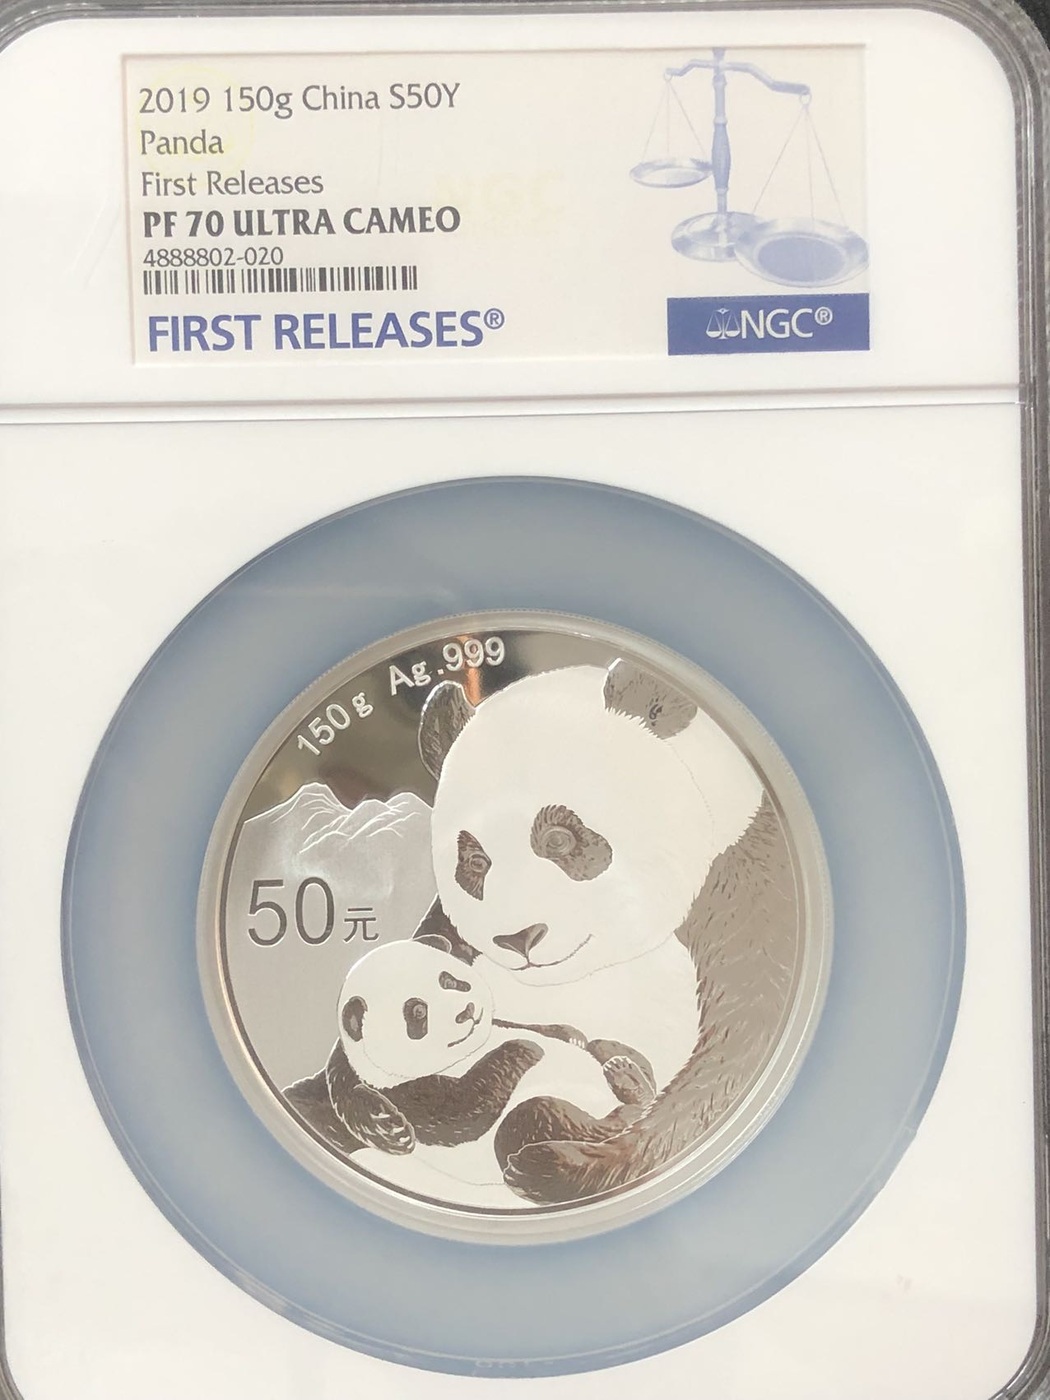 2019 150g China S50Y
Panda
First Releases
PF 70 ULTRA CAMEO
4888802-020
FIRST RELEASES®
NGC®
150g Ag.999
50元